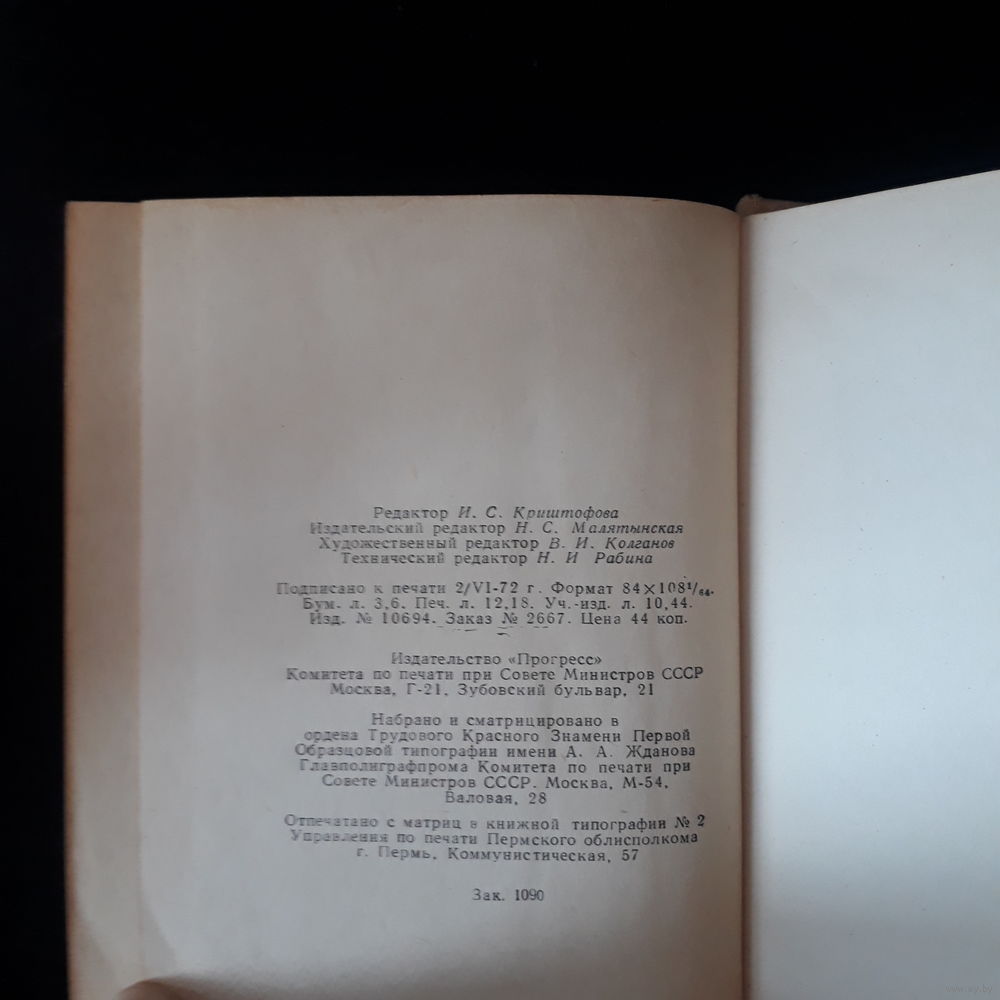 Редактор И. С. Криштофова
Издательский редактор Н. С. Малятынская
Художественный редактор В. И. Колганов
Технический редактор Н. И Рабина
Подписано к печати 2/VI-72 г. Формат 84×108¹/₆₄.
Бум. л. 3,6. Печ. л. 12,18. Уч.-изд. л. 10,44.
Изд. № 10694. Заказ № 2667. Цена 44 коп.
Издательство «Прогресс»
Комитета по печати при Совете Министров СССР
Москва, Г-21, Зубовский бульвар, 21
Набрано и сматрицировано в
ордена Трудового Красного Знамени Первой
Образцовой типографии имени А. А. Жданова
Главполиграфпрома Комитета по печати при
Совете Министров СССР. Москва, М-54,
Валовая, 28
Отпечатано с матриц в книжной типографии № 2
Управления по печати Пермского облисполкома
г. Пермь, Коммунистическая, 57
Зак. 1090
www.ay.by